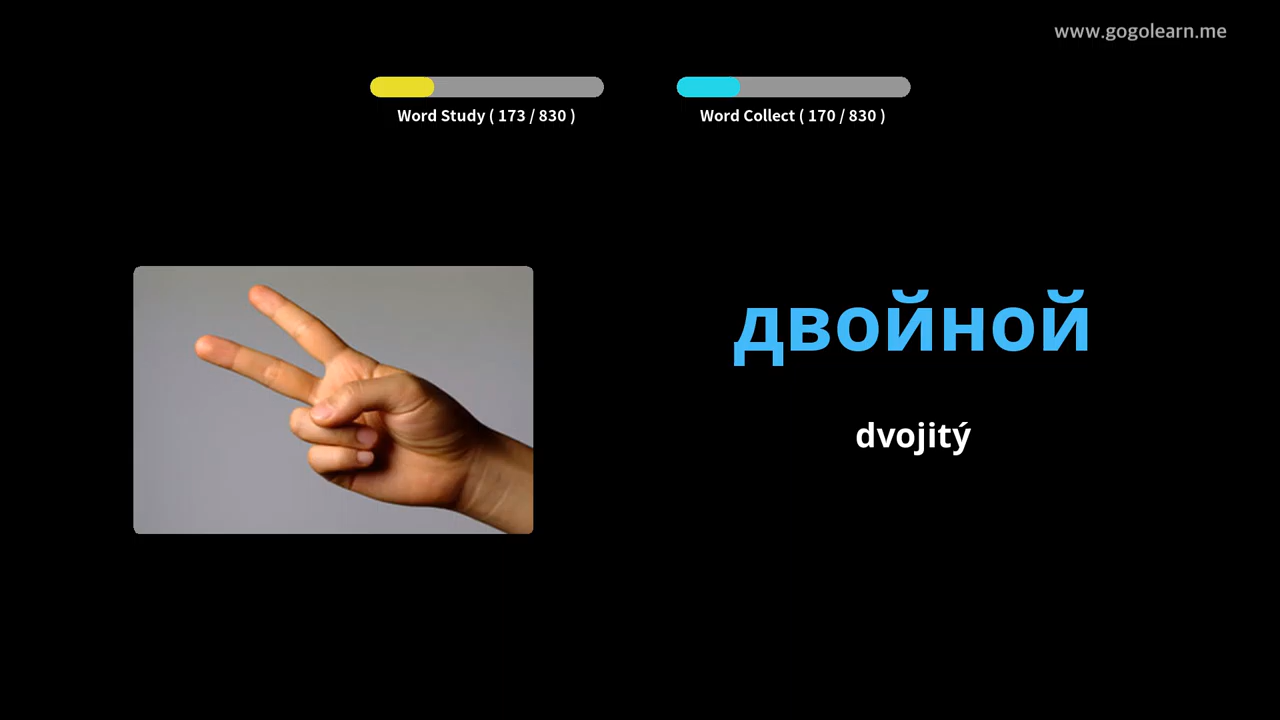 www.gogolearn.me
Word Study ( 173 / 830 )
Word Collect ( 170 / 830 )
двойной
dvojitý